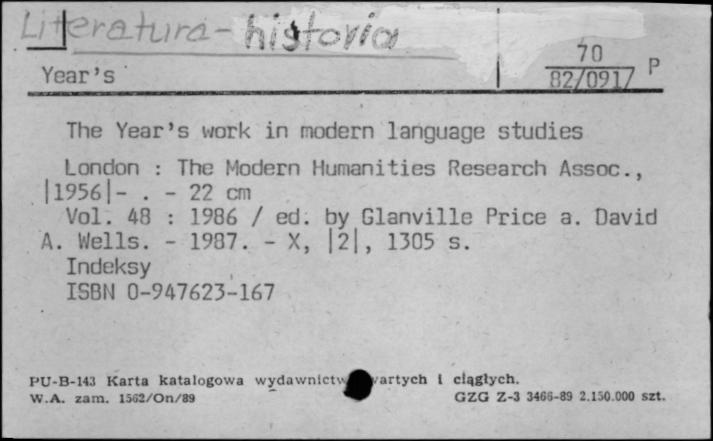 Literatura - historia
70
82/091/ P
Year's
The Year's work in modern language studies
London : The Modern Humanities Research Assoc.,
|1956|- . - 22 cm
Vol. 48 : 1986 / ed. by Glanville Price a. David
A. Wells. - 1987. - X, |2|, 1305 s.
Indeksy
ISBN 0-947623-167
PU-B-143 Karta katalogowa wydawnictw artych i ciągłych.
W.A. zam. 1562/On/89 GZG Z-3 3466-89 2.150.000 szt.